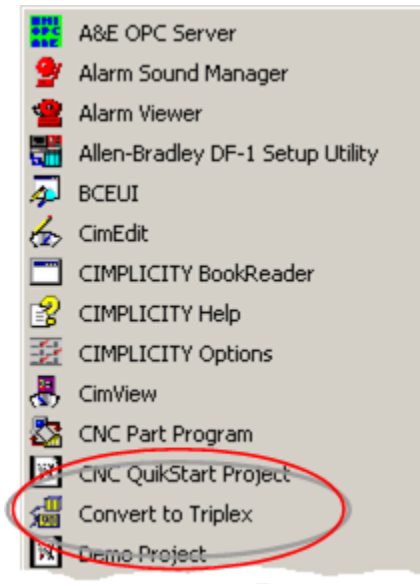 A&E OPC Server
Alarm Sound Manager
Alarm Viewer
Allen-Bradley DF-1 Setup Utility
BCEUI
CimEdit
CIMPLICITY BookReader
CIMPLICITY Help
CIMPLICITY Options
CimView
CNC Part Program
CNC QuikStart Project
Convert to Triplex
Demo Project